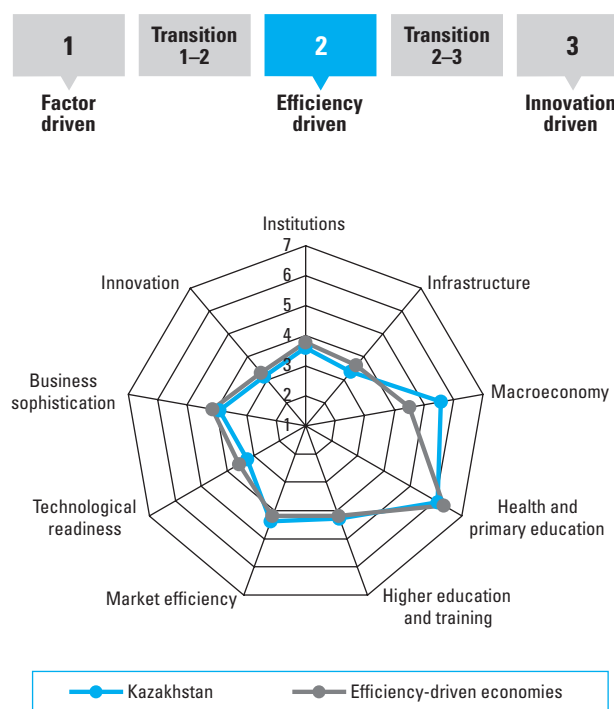 1
Transition
1–2
2
Transition
2–3
3
Factor
driven
Efficiency
driven
Innovation
driven
Institutions
7
6
5
4
3
2
1
Innovation
Infrastructure
Business
sophistication
Macroeconomy
Technological
readiness
Health and
primary education
Market efficiency
Higher education
and training
Kazakhstan
Efficiency-driven economies